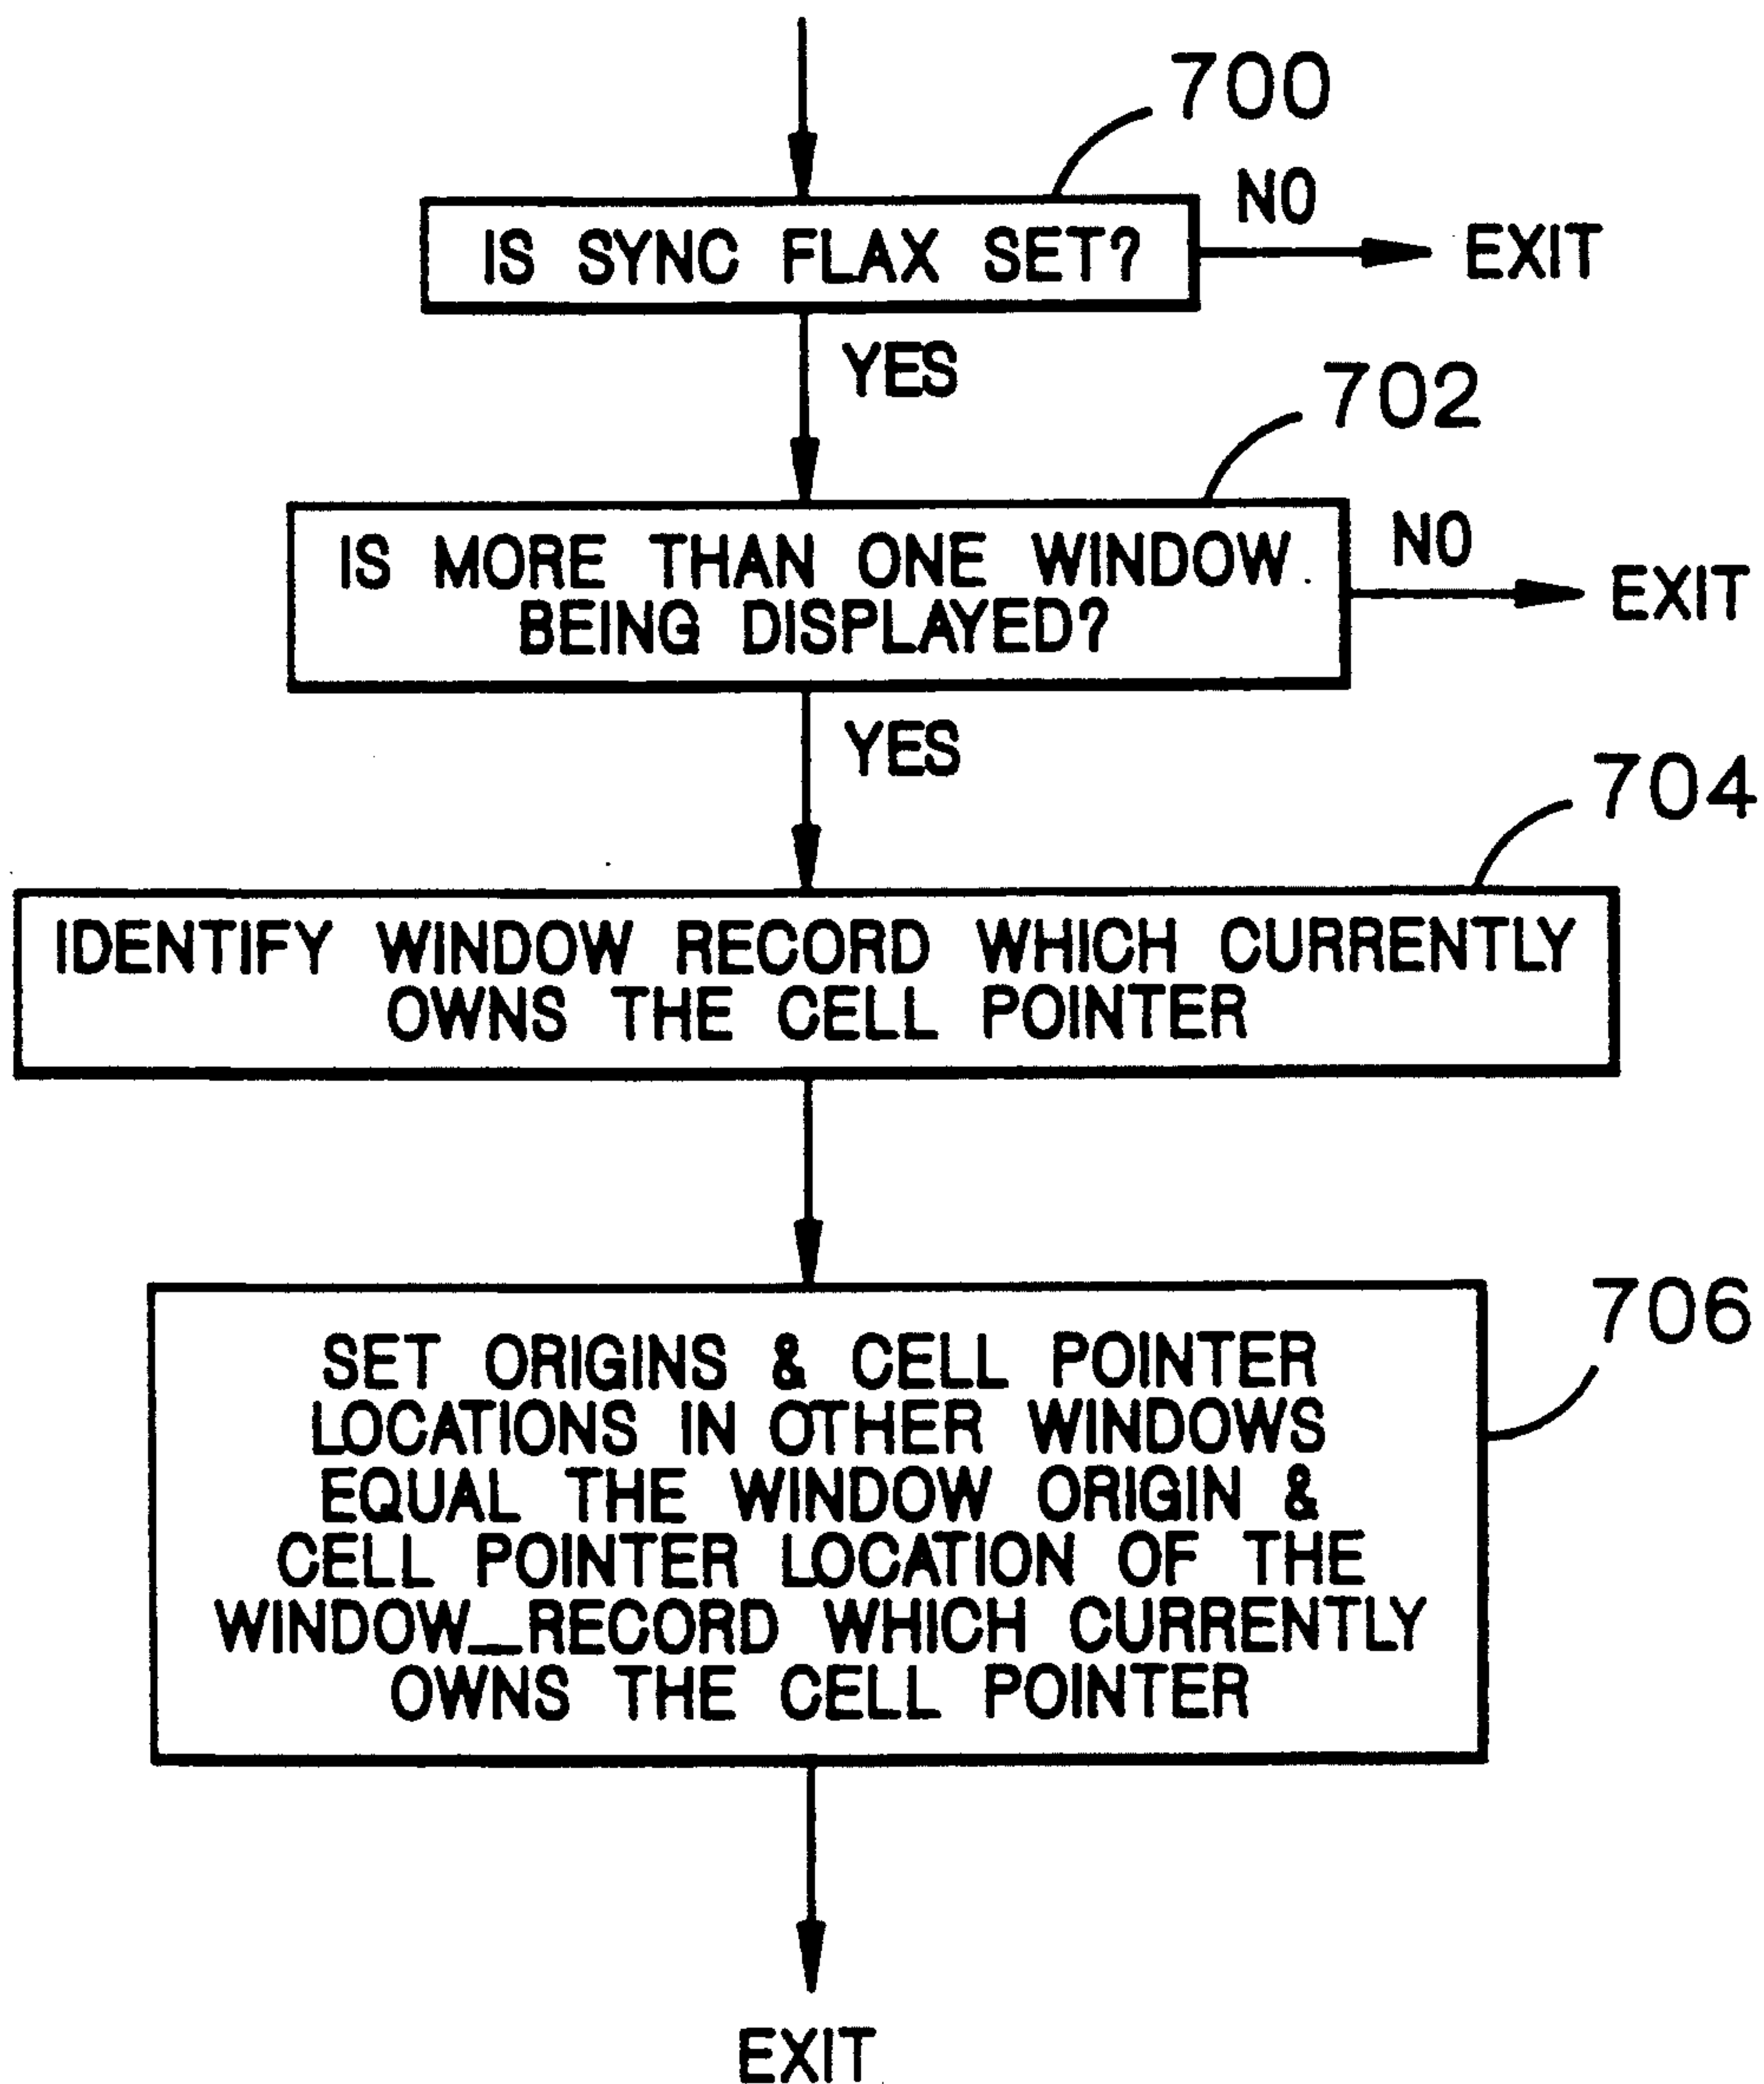 700
IS SYNC FLAX SET?
NO
EXIT
YES
702
IS MORE THAN ONE WINDOW
BEING DISPLAYED?
NO
EXIT
YES
704
IDENTIFY WINDOW RECORD WHICH CURRENTLY
OWNS THE CELL POINTER
706
SET ORIGINS & CELL POINTER
LOCATIONS IN OTHER WINDOWS
EQUAL THE WINDOW ORIGIN &
CELL POINTER LOCATION OF THE
WINDOW_RECORD WHICH CURRENTLY
OWNS THE CELL POINTER
EXIT